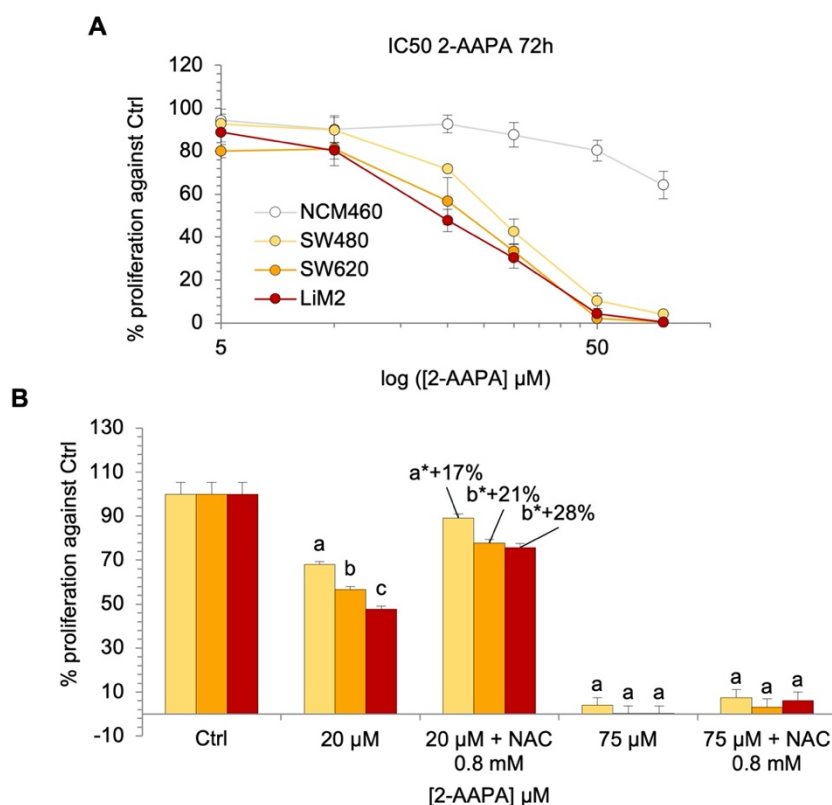 A
IC50 2-AAPA 72h
% proliferation against Ctrl
120
100
80
60
40
20
0
NCM460
SW480
SW620
LiM2
5
50
log ([2-AAPA] µM)
B
% proliferation against Ctrl
130
110
90
70
50
30
10
-10
a
b
c
a*+17%
b*+21%
b*+28%
a
a
a
a
a
a
Ctrl
20 µM
20 µM + NAC
0.8 mM
75 µM
75 µM + NAC
0.8 mM
[2-AAPA] µM